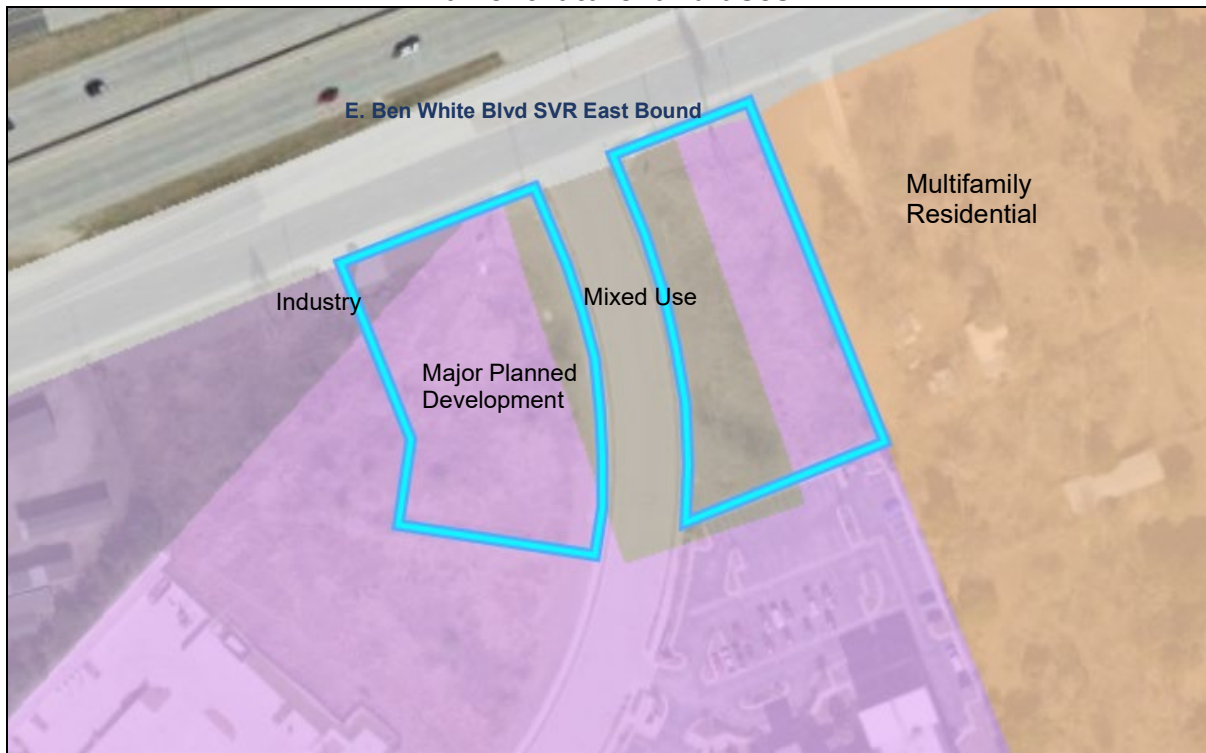 E. Ben White Blvd SVR East Bound
Multifamily
Residential
Industry
Mixed Use
Major Planned
Development